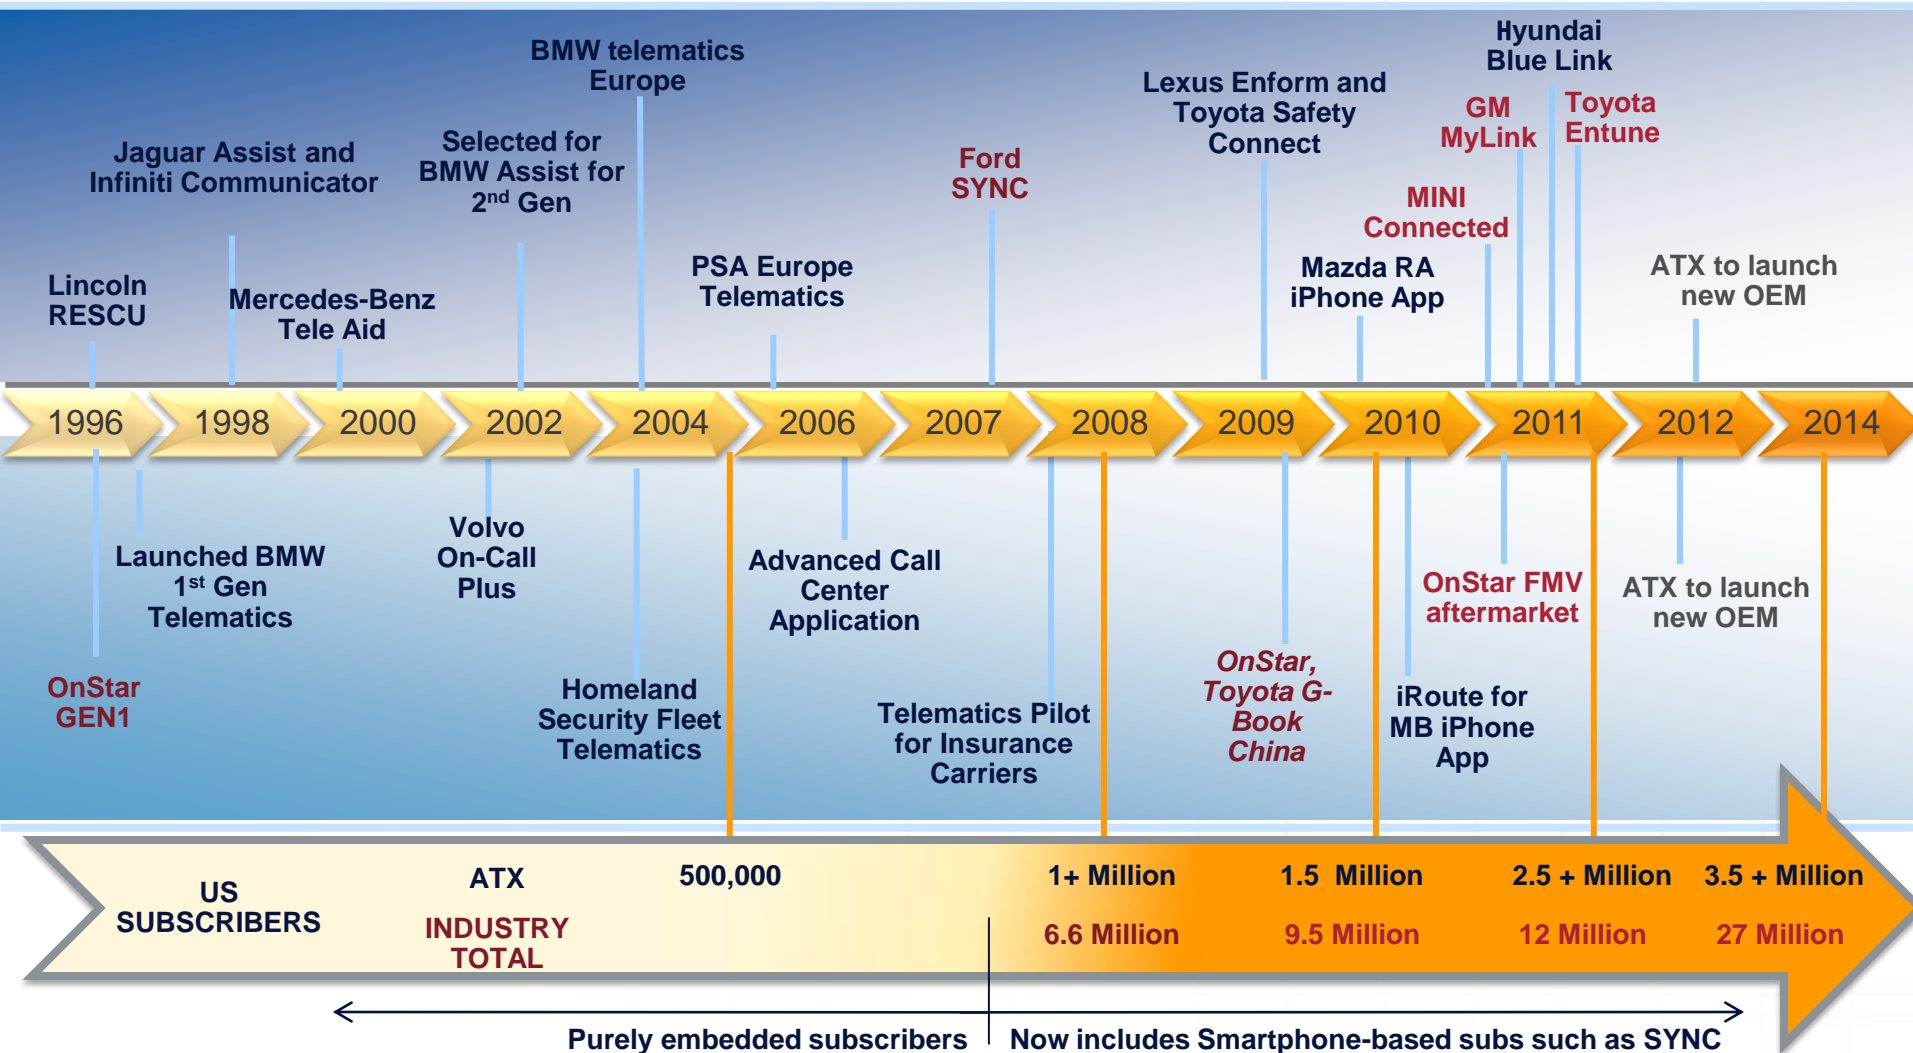 BMW telematics
Europe
Hyundai
Blue Link
Lexus Enform and
Toyota Safety
Connect
GM
MyLink
Toyota
Entune
Jaguar Assist and
Infiniti Communicator
Selected for
BMW Assist for
2nd Gen
Ford
SYNC
MINI
Connected
Lincoln
RESCU
Mercedes-Benz
Tele Aid
PSA Europe
Telematics
Mazda RA
iPhone App
ATX to launch
new OEM
1996
1998
2000
2002
2004
2006
2007
2008
2009
2010
2011
2012
2014
Launched BMW
1st Gen
Telematics
Volvo
On-Call
Plus
Advanced Call
Center
Application
OnStar FMV
aftermarket
ATX to launch
new OEM
OnStar
GEN1
Homeland
Security Fleet
Telematics
Telematics Pilot
for Insurance
Carriers
OnStar,
Toyota G-
Book
China
iRoute for
MB iPhone
App
US
SUBSCRIBERS
ATX
500,000
1+ Million
1.5 Million
2.5 + Million
3.5 + Million
INDUSTRY
TOTAL
6.6 Million
9.5 Million
12 Million
27 Million
Purely embedded subscribers
Now includes Smartphone-based subs such as SYNC